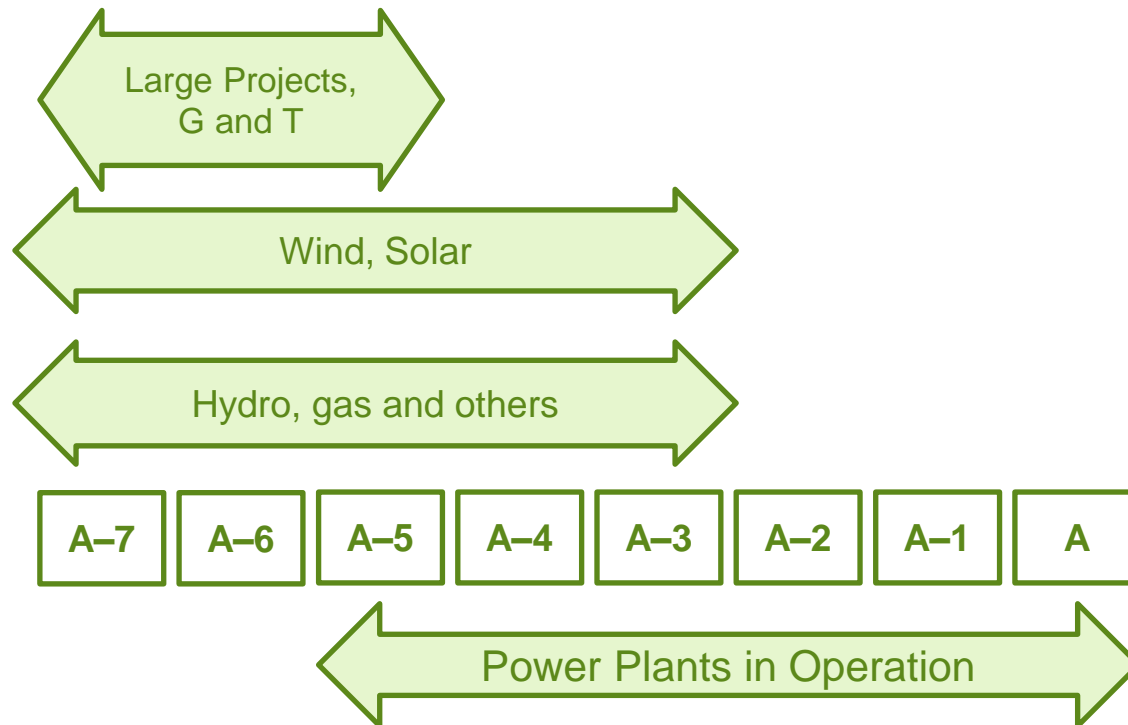 Large Projects,
G and T
Wind, Solar
Hydro, gas and others
A–7 A–6 A–5 A–4 A–3 A–2 A–1 A
Power Plants in Operation